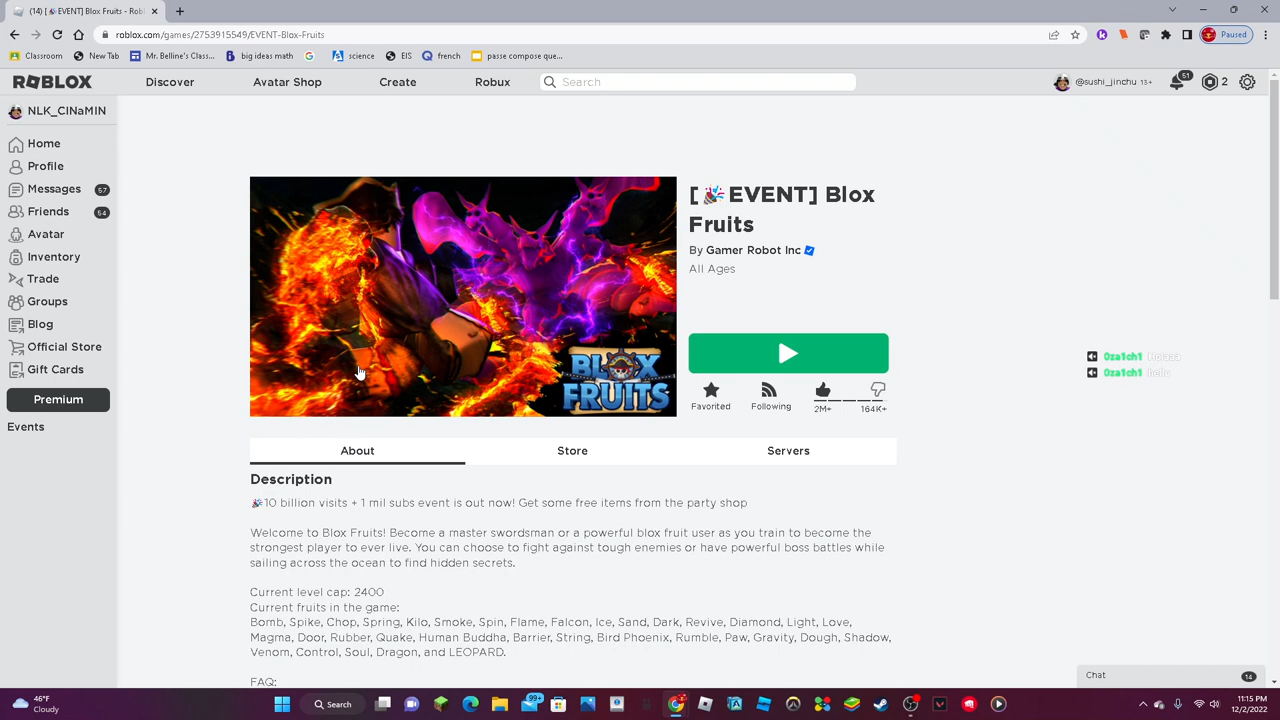 (14) [🎉EVENT] Blox Fruits - Rob
roblox.com/games/2753915549/EVENT-Blox-Fruits
Paused
Classroom
New Tab
Mr. Belline's Biolog...
big ideas math
science
EIS
french
passe compose que...
ROBLOX
Discover
Avatar Shop
Create
Robux
Search
@sushi_jinchu 13+
51
2
NLK_CINaMIN
Home
Profile
Messages 57
Friends 54
Avatar
Inventory
Trade
Groups
Blog
Official Store
Gift Cards
Premium
Events
BLOX
FRUITS
[🎉EVENT] Blox
Fruits
By Gamer Robot Inc
All Ages
Favorited
Following
2M+
164K+
0za1ch1 Holaaa
0za1ch1 hello
About
Store
Servers
Description
🎉10 billion visits + 1 mil subs event is out now! Get some free items from the party shop
Welcome to Blox Fruits! Become a master swordsman or a powerful blox fruit user as you train to become the
strongest player to ever live. You can choose to fight against tough enemies or have powerful boss battles while
sailing across the ocean to find hidden secrets.
Current level cap: 2400
Current fruits in the game:
Bomb, Spike, Chop, Spring, Kilo, Smoke, Spin, Flame, Falcon, Ice, Sand, Dark, Revive, Diamond, Light, Love,
Magma, Door, Rubber, Quake, Human Buddha, Barrier, String, Bird Phoenix, Rumble, Paw, Gravity, Dough, Shadow,
Venom, Control, Soul, Dragon, and LEOPARD.
FAQ:
Chat
14
46°F
Cloudy
Search
99+
11:15 PM
12/2/2022